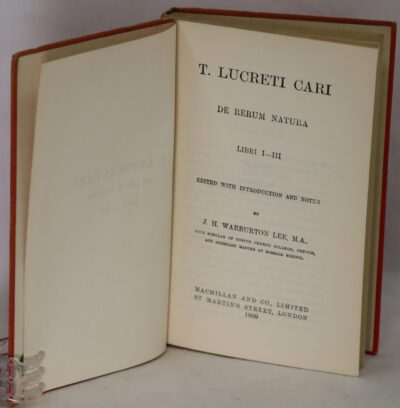 T. LUCRETI CARI
DE RERUM NATURA
LIBRI I—III
EDITED WITH INTRODUCTION AND NOTES
BY
J. H. WARBURTON LEE, M.A.,
LATE SCHOLAR OF CORPUS CHRISTI COLLEGE, OXFORD,
AND ASSISTANT MASTER AT ROSSALL SCHOOL.
MACMILLAN AND CO., LIMITED
ST. MARTIN'S STREET, LONDON